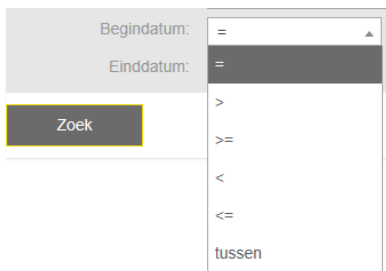 Begindatum: =
Einddatum: =
>
Zoek
>=
<
<=
tussen